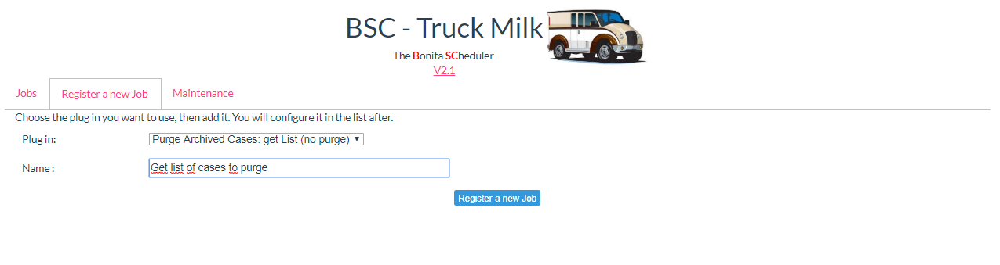 BSC - Truck Milk
The Bonita SCheduler
V2.1
Jobs Register a new Job Maintenance
Choose the plug in you want to use, then add it. You will configure it in the list after.
Plug in: Purge Archived Cases: get List (no purge)
Name : Get list of cases to purge
Register a new Job